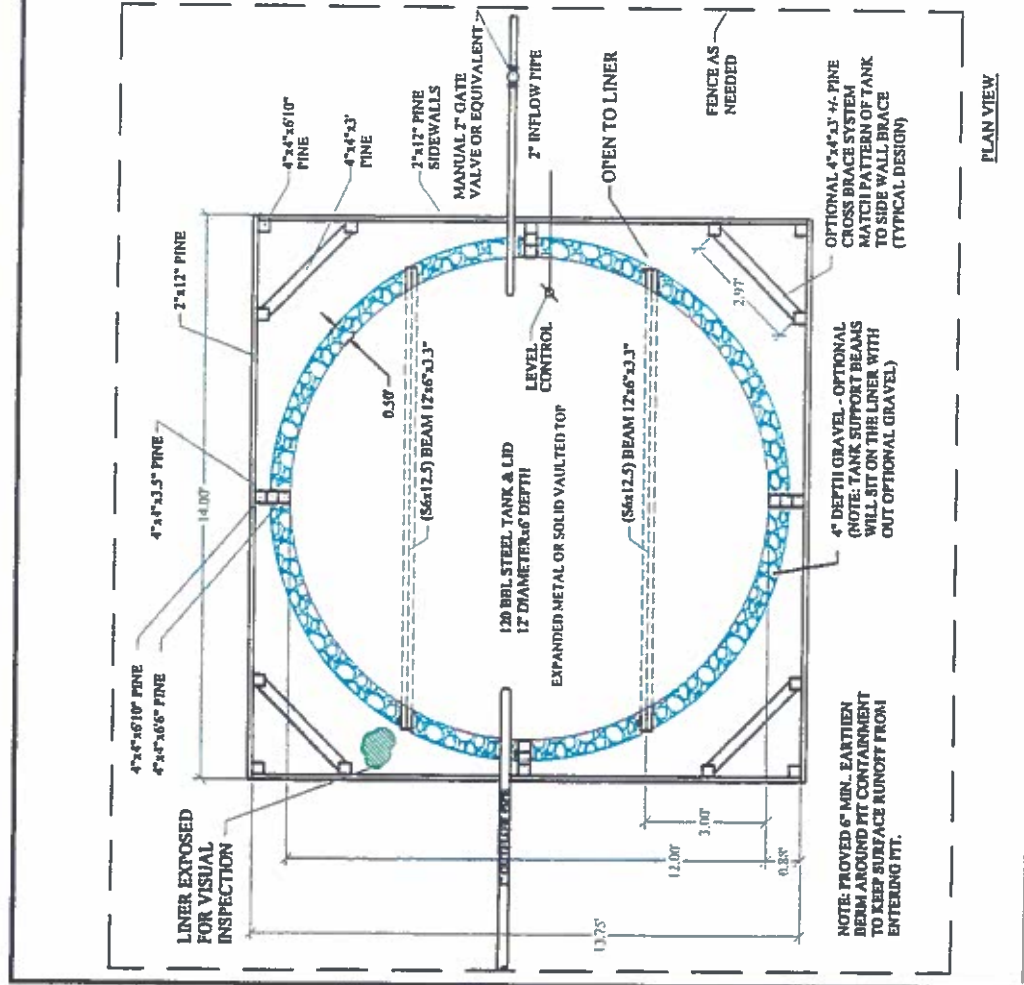 4"x4"x6'10" PINE
4"x4"x6'6" PINE
4"x4"x3.5" PINE
2"x12" PINE
14.00'
4"x4"x6'10"
PINE
4"x4"x3'
PINE
2"x12" PINE
SIDEWALLS
MANUAL 2" GATE
VALVE OR EQUIVALENT
2" INFLOW PIPE
OPEN TO LINER
FENCE AS
NEEDED
LINER EXPOSED
FOR VISUAL
INSPECTION
0.50'
(S6x12.5) BEAM 12'x6"x3.3"
120 BBL STEEL TANK & LID
12' DIAMETERx6' DEPTH
EXPANDED METAL OR SOLID VAULTED TOP
LEVEL
CONTROL
(S6x12.5) BEAM 12'x6"x3.3"
2.97'
3.00'
12.00'
0.88'
13.75'
OPTIONAL 4"x4"x3' +/- PINE
CROSS BRACE SYSTEM
MATCH PATTERN OF TANK
TO SIDE WALL BRACE
(TYPICAL DESIGN)
4" DEPTH GRAVEL - OPTIONAL
(NOTE: TANK SUPPORT BEAMS
WILL SIT ON THE LINER WITH
OUT OPTIONAL GRAVEL)
NOTE: PROVED 6" MIN.. EARTHEN
BERM AROUND PIT CONTAINMENT
TO KEEP SURFACE RUNOFF FROM
ENTERING PIT.
PLAN VIEW